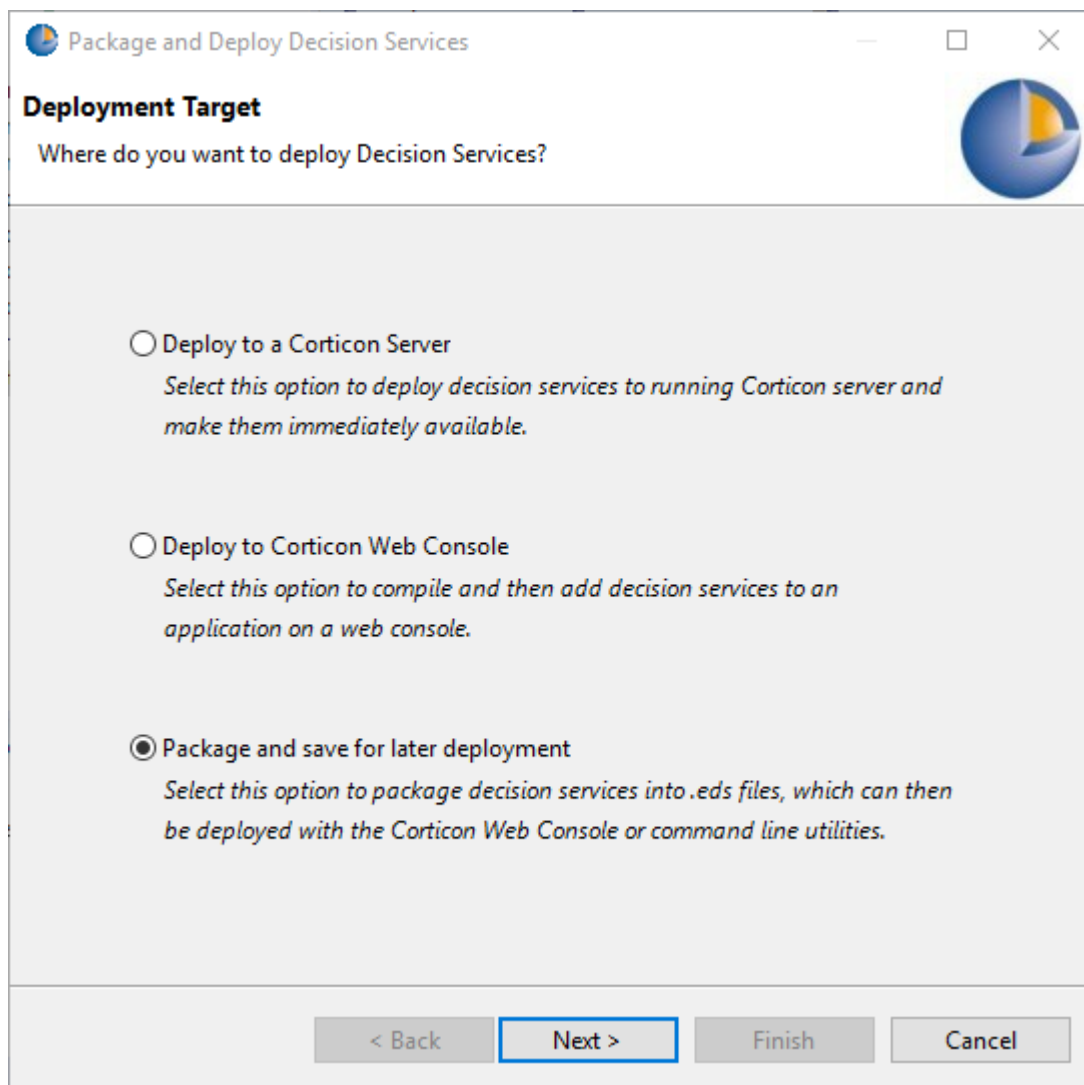 Package and Deploy Decision Services
Deployment Target
Where do you want to deploy Decision Services?
Deploy to a Corticon Server
Select this option to deploy decision services to running Corticon server and
make them immediately available.
Deploy to Corticon Web Console
Select this option to compile and then add decision services to an
application on a web console.
Package and save for later deployment
Select this option to package decision services into .eds files, which can then
be deployed with the Corticon Web Console or command line utilities.
< Back Next > Finish Cancel